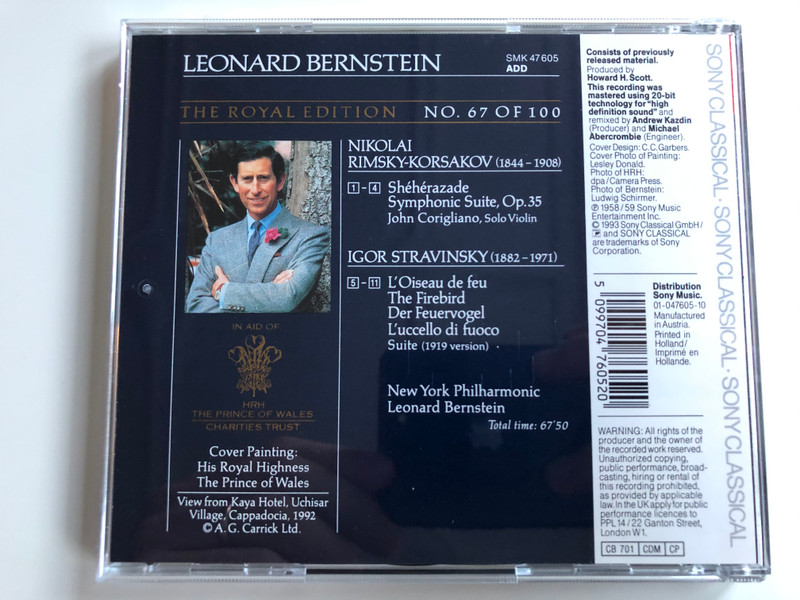 LEONARD BERNSTEIN
SMK 47605
ADD
THE ROYAL EDITION NO. 67 OF 100
NIKOLAI
RIMSKY-KORSAKOV (1844–1908)
1 – 4 Shéhérazade
Symphonic Suite, Op. 35
John Corigliano, Solo Violin
IGOR STRAVINSKY (1882–1971)
5 – 11 L'Oiseau de feu
The Firebird
Der Feuervogel
L'uccello di fuoco
Suite (1919 version)
New York Philharmonic
Leonard Bernstein
Total time: 67'50
IN AID OF
HRH
THE PRINCE OF WALES
CHARITIES TRUST
Cover Painting:
His Royal Highness
The Prince of Wales
View from Kaya Hotel, Uchisar
Village, Cappadocia, 1992
© A. G. Carrick Ltd.
Consists of previously
released material.
Produced by
Howard H. Scott.
This recording was
mastered using 20-bit
technology for "high
definition sound" and
remixed by Andrew Kazdin
(Producer) and Michael
Abercrombie (Engineer).
Cover Design: C.C. Garbers.
Cover Photo of Painting:
Lesley Donald.
Photo of HRH:
dpa/Camera Press.
Photo of Bernstein:
Ludwig Schirmer.
℗ 1958/59 Sony Music
Entertainment Inc.
© 1993 Sony Classical GmbH/
and SONY CLASSICAL
are trademarks of Sony
Corporation.
5 099704 760520
Distribution
Sony Music.
01-047605-10
Manufactured
in Austria.
Printed in
Holland/
Imprimé en
Hollande.
WARNING: All rights of the
producer and the owner of
the recorded work reserved.
Unauthorized copying,
public performance, broad-
casting, hiring or rental of
this recording prohibited,
as provided by applicable
law. In the UK apply for public
performance licences to
PPL 14/22 Ganton Street,
London W1.
CB 701 CDM CP
SONY CLASSICAL · SONY CLASSICAL · SONY CLASSICAL